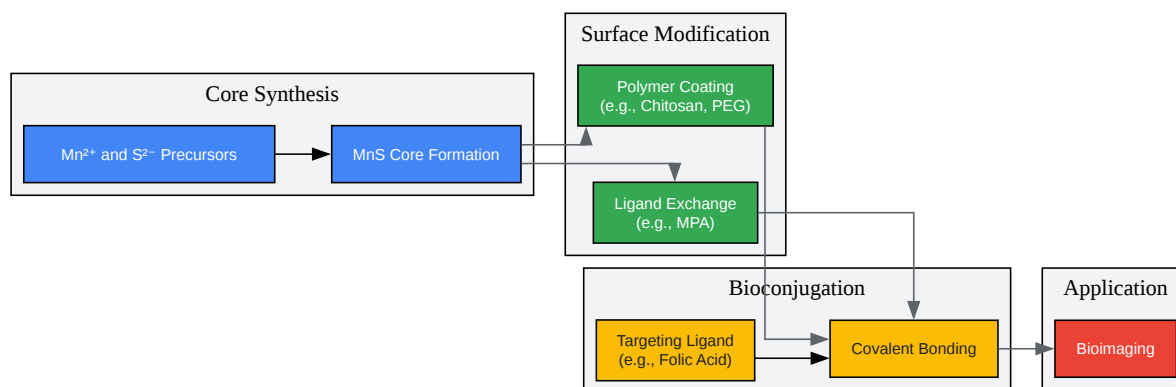 Surface Modification
Core Synthesis
Polymer Coating
(e.g., Chitosan, PEG)
Mn²⁺ and S²⁻ Precursors
MnS Core Formation
Ligand Exchange
(e.g., MPA)
Bioconjugation
Application
Targeting Ligand
(e.g., Folic Acid)
Covalent Bonding
Bioimaging